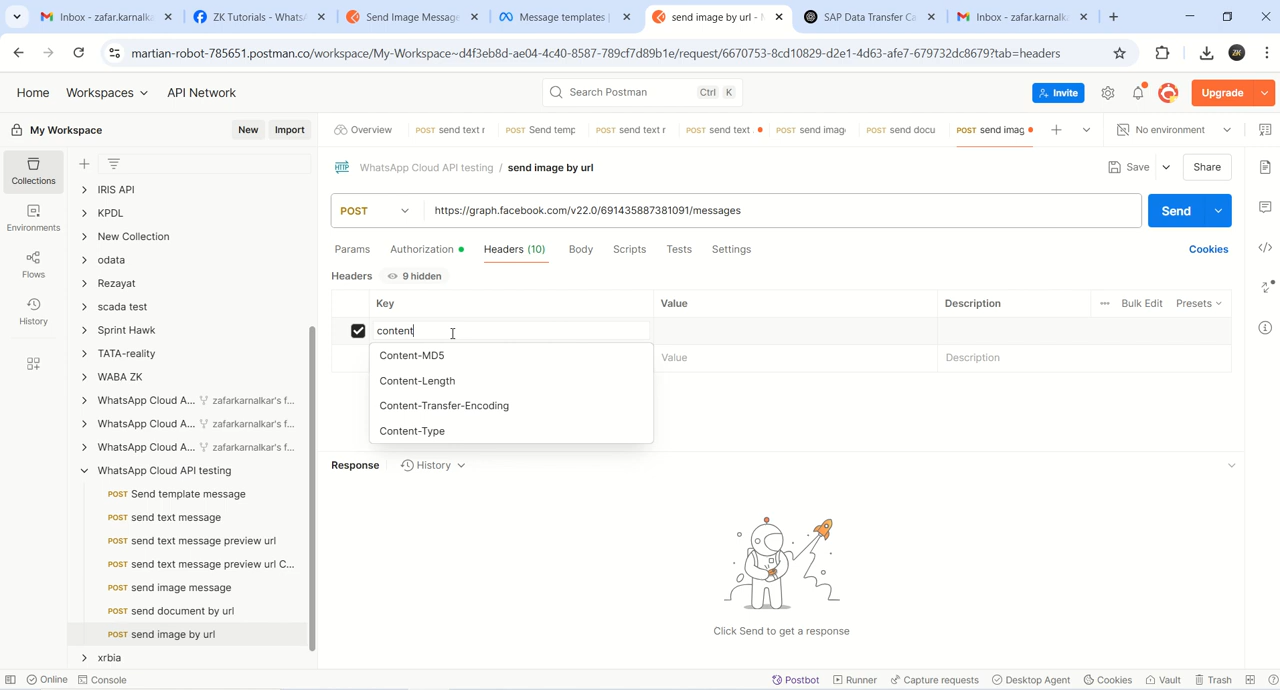 Inbox - zafar.karnalk
ZK Tutorials - Whats
Send Image Message
Message templates |
send image by url - M
SAP Data Transfer Ca
Inbox - zafar.karnalk
martian-robot-785651.postman.co/workspace/My-Workspace~d4f3eb8d-ae04-4c40-8587-789cf7d89b1e/request/6670753-8cd10829-d2e1-4d63-afe7-679732dc8679?tab=headers
Home Workspaces API Network Search Postman Ctrl K Invite Upgrade
My Workspace New Import Overview POST send text r POST Send temp POST send text r POST send text POST send imag POST send docu POST send imag No environment
Collections
Environments
Flows
History
IRIS API
KPDL
New Collection
odata
Rezayat
scada test
Sprint Hawk
TATA-reality
WABA ZK
WhatsApp Cloud A... zafarkarnalkar's f...
WhatsApp Cloud A... zafarkarnalkar's f...
WhatsApp Cloud A... zafarkarnalkar's f...
WhatsApp Cloud API testing
POST Send template message
POST send text message
POST send text message preview url
POST send text message preview url C...
POST send image message
POST send document by url
POST send image by url
xrbia
HTTP WhatsApp Cloud API testing / send image by url Save Share
POST https://graph.facebook.com/v22.0/691435887381091/messages Send
Params Authorization Headers (10) Body Scripts Tests Settings Cookies
Headers 9 hidden
Key Value Description Bulk Edit Presets
content
Value Description
Content-MD5
Content-Length
Content-Transfer-Encoding
Content-Type
Response History
Click Send to get a response
Online Console Postbot Runner Capture requests Desktop Agent Cookies Vault Trash